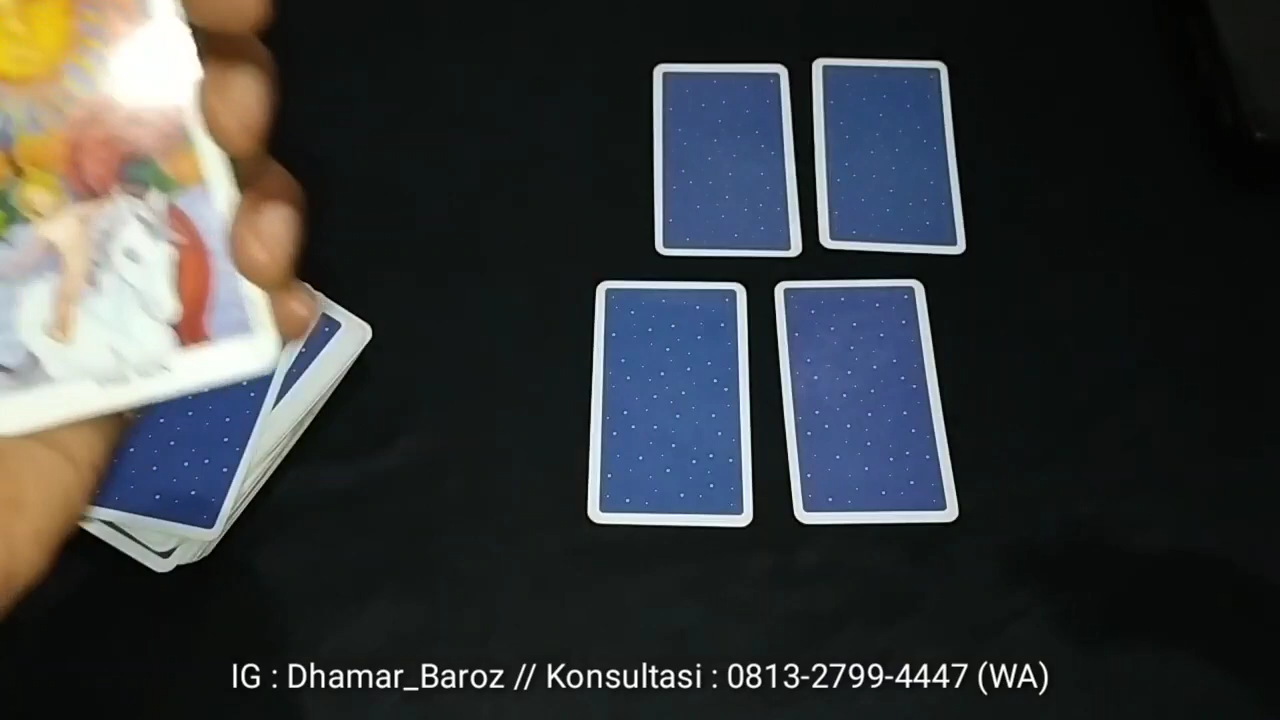 IG : Dhamar_Baroz // Konsultasi : 0813-2799-4447 (WA)